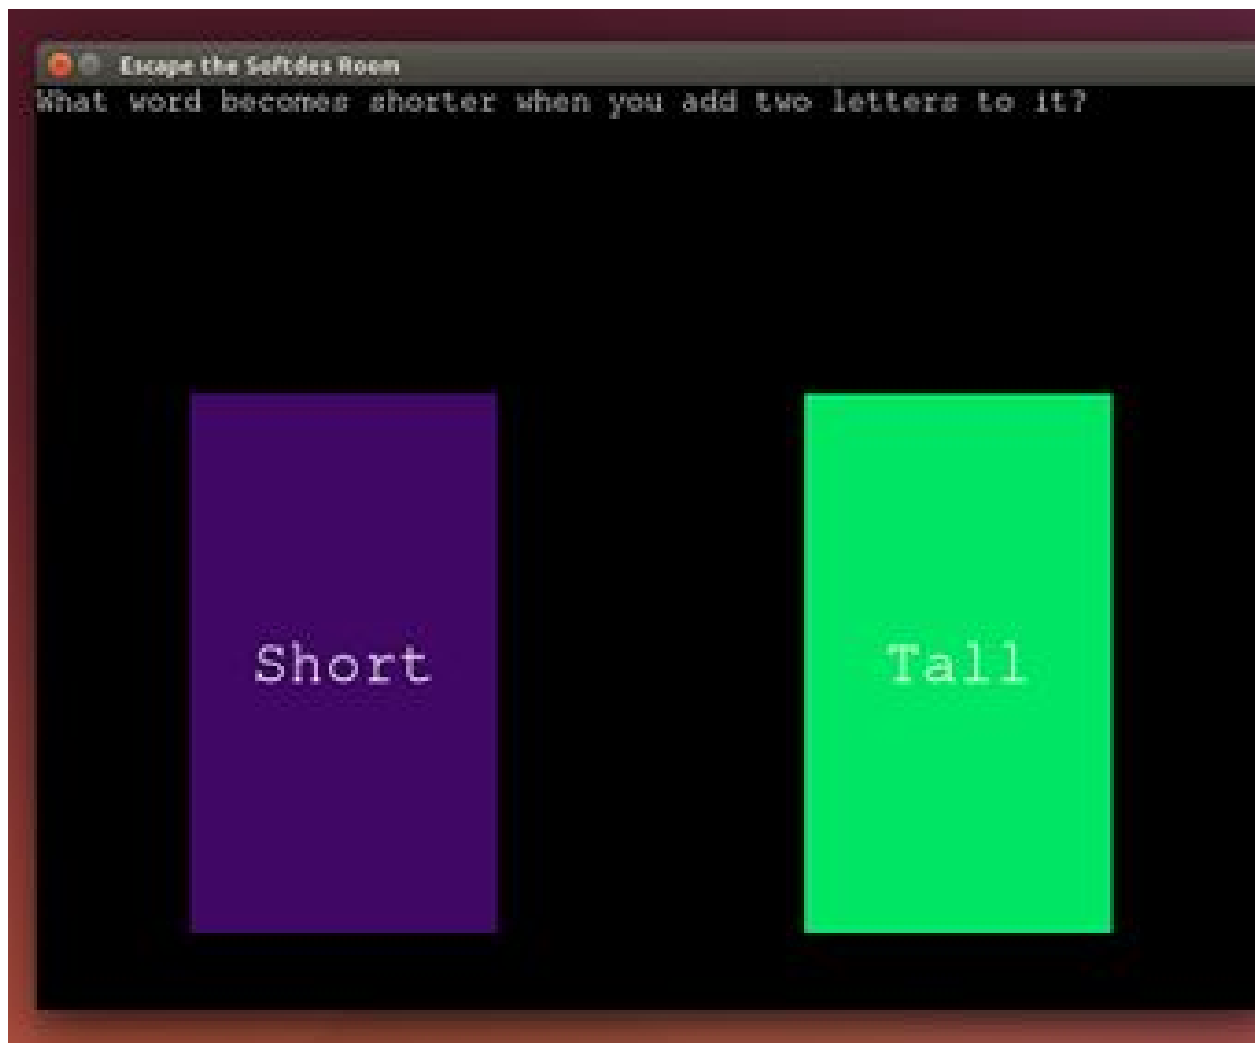 Escape the Softdes Room
What word becomes shorter when you add two letters to it?
Short
Tall